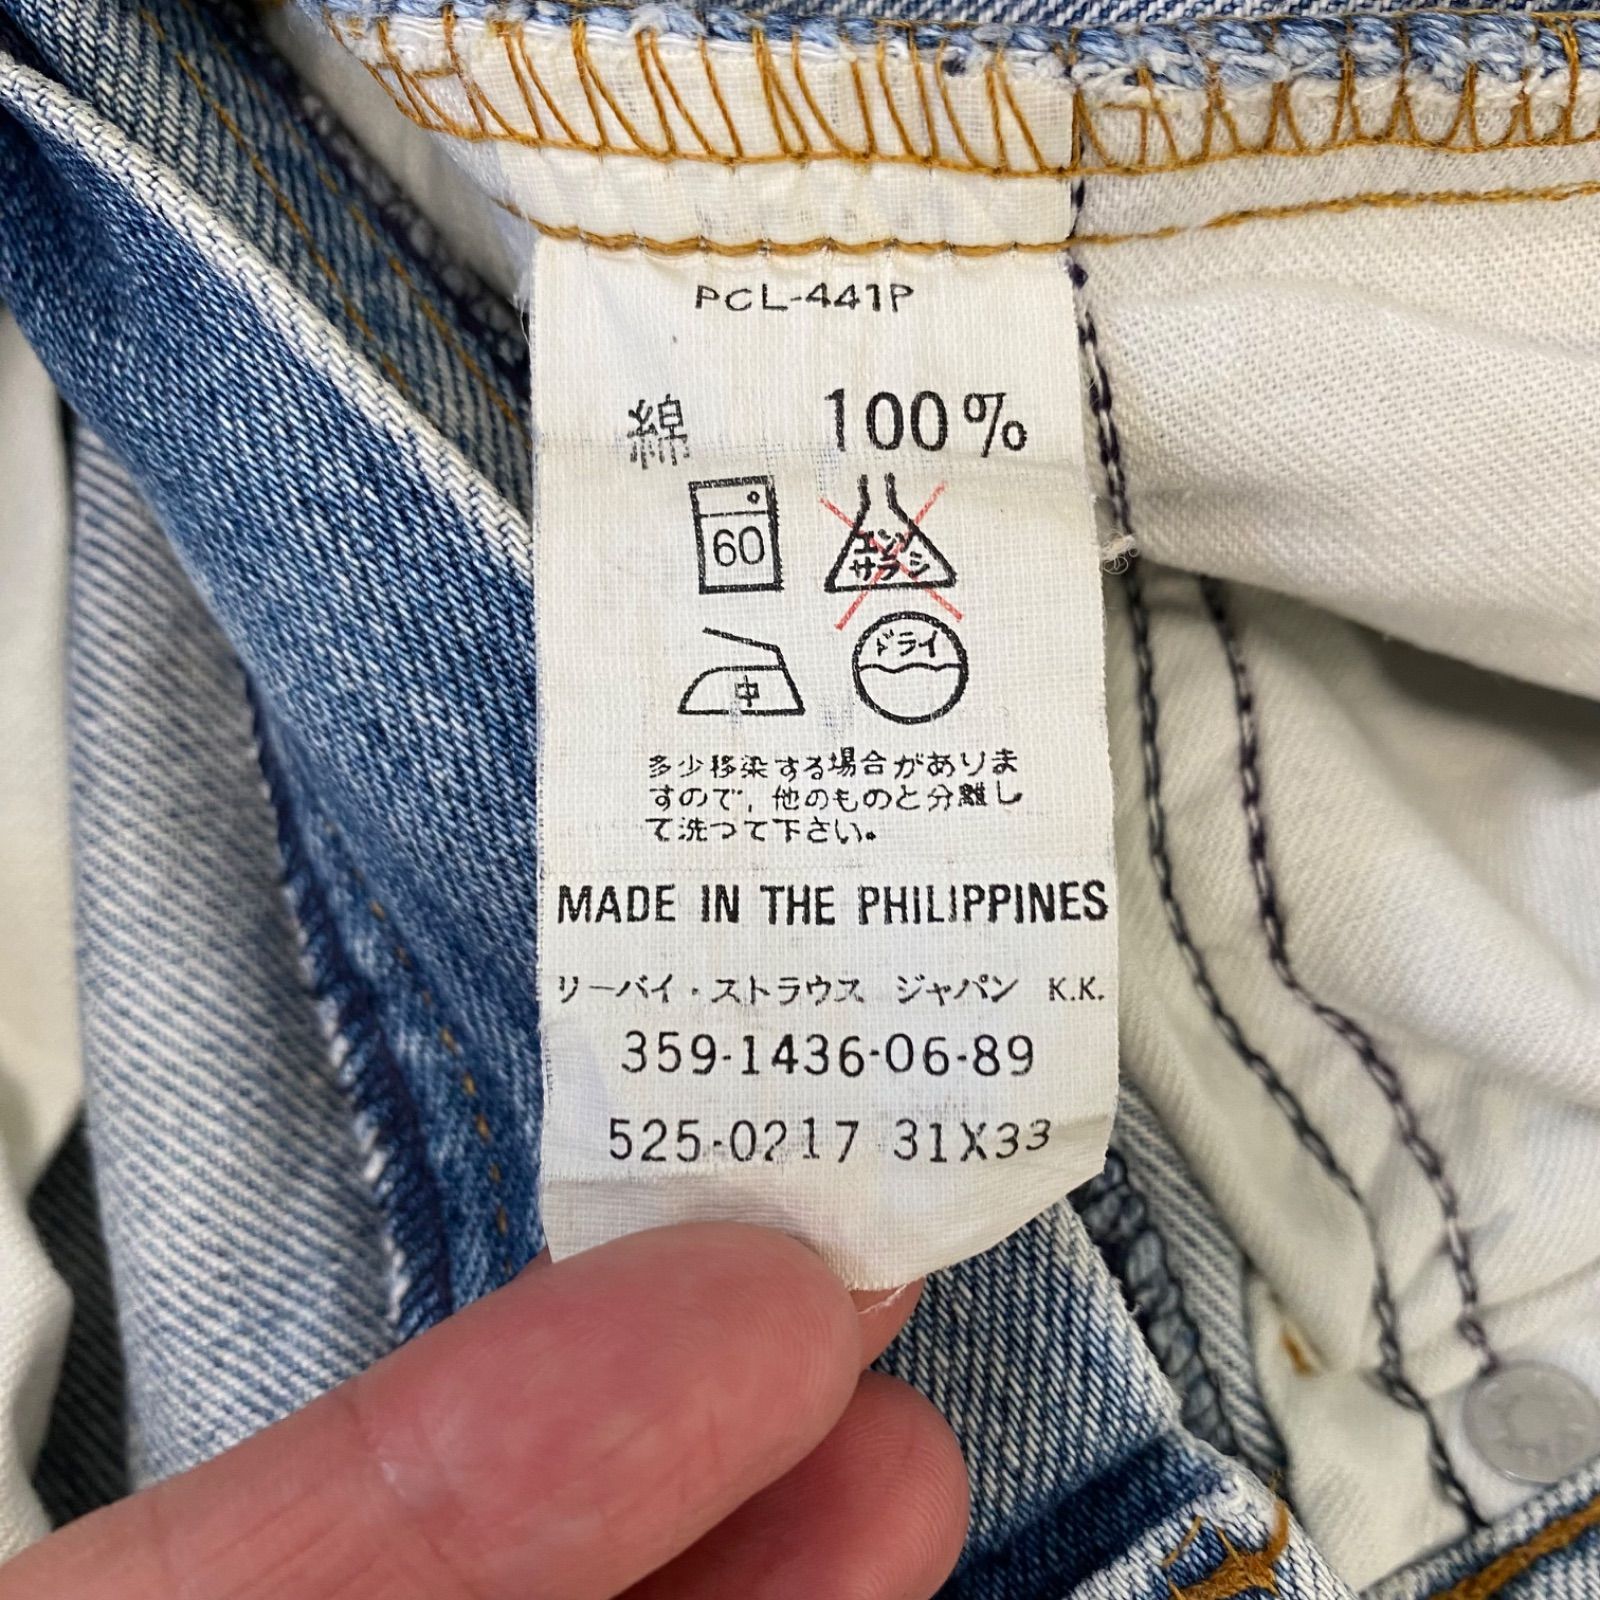 PCL-441P
綿 100%
60
エンソ
サラシ
中
ドライ
多少移染する場合がありま
すので、他のものと分離し
て洗つて下さい。
MADE IN THE PHILIPPINES
リーバイ・ストラウス ジャパン K.K.
359-1436-06-89
525-0217 31X33